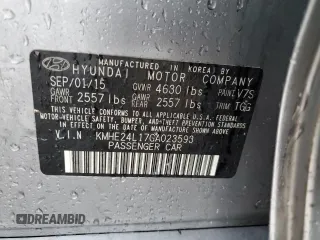 MANUFACTURED IN KOREA BY
HYUNDAI MOTOR COMPANY
SEP/01/15 GVWR 4630 lbs PAINT V7S
GAWR FRONT 2557 lbs GAWR REAR 2557 lbs TRIM TGG
THIS VEHICLE CONFORMS TO ALL APPLICABLE U.S.A. FEDERAL
MOTOR-VEHICLE SAFETY, BUMPER, AND THEFT PREVENTION
STANDARDS IN EFFECT ON THE DATE OF MANUFACTURE SHOWN ABOVE.
V.I.N KMHE24L17GA023593
PASSENGER CAR
autobidmaster